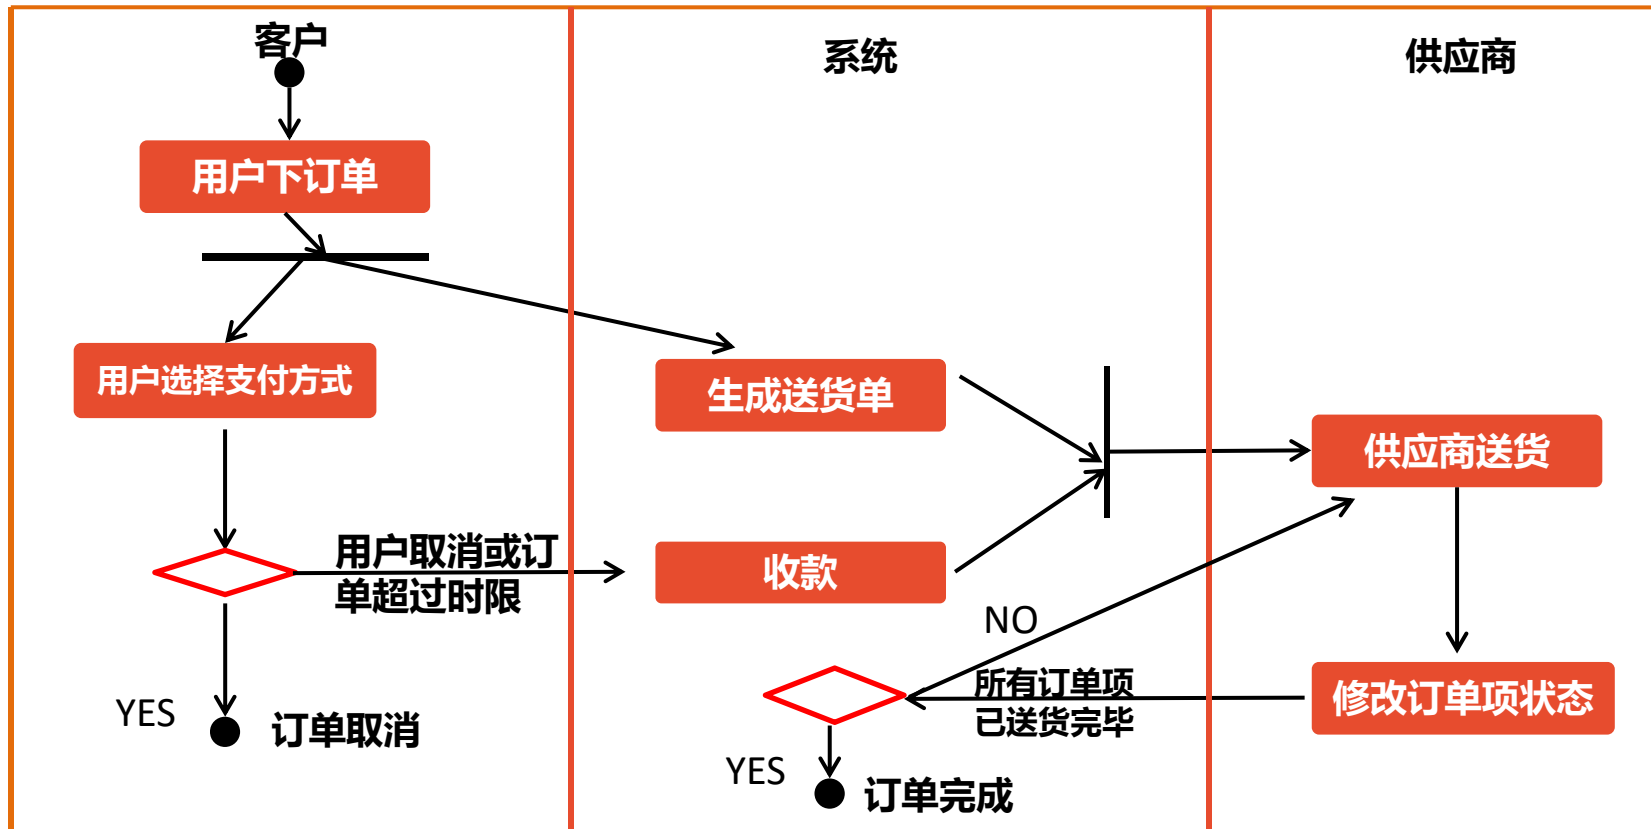 客户
系统
供应商
用户下订单
用户选择支付方式
生成送货单
供应商送货
用户取消或订
单超过时限
收款
NO
所有订单项
已送货完毕
修改订单项状态
YES
订单取消
YES
订单完成